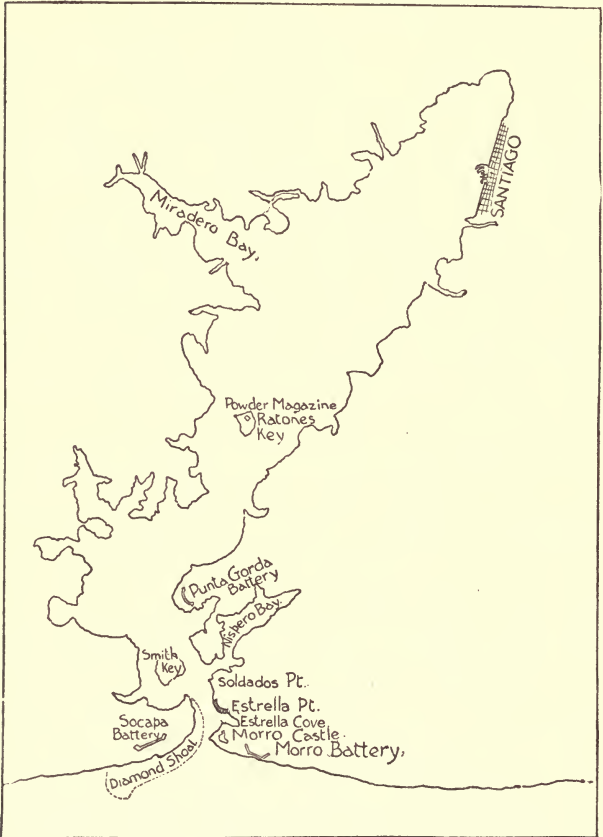 SANTIAGO
Miradero Bay,
Powder Magazine
Ratones
Key
Punta Gorda
Battery
Nispero Bay.
Smith
Key
Soldados Pt.
Estrella Pt.
Estrella Cove
Morro Castle.
Morro Battery,
Socapa
Battery
Diamond Shoal